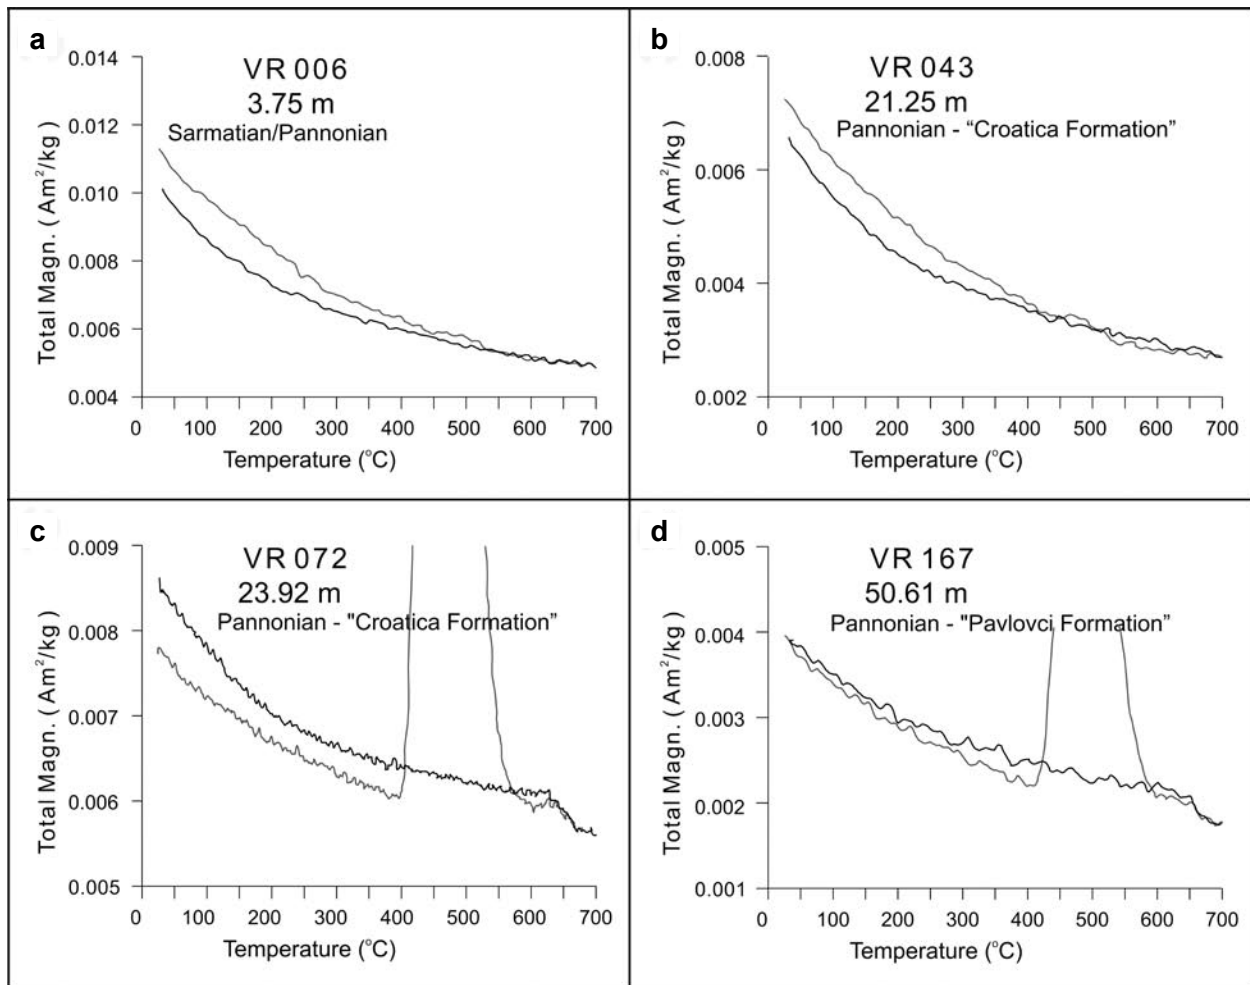 a
VR 006
3.75 m
Sarmatian/Pannonian
0.014
0.012
0.010
0.008
0.006
0.004
Total Magn. ( Am²/kg)
0 100 200 300 400 500 600 700
Temperature (°C)
b
VR 043
21.25 m
Pannonian - “Croatica Formation”
0.008
0.006
0.004
0.002
Total Magn. ( Am²/kg)
0 100 200 300 400 500 600 700
Temperature (°C)
c
VR 072
23.92 m
Pannonian - "Croatica Formation”
0.009
0.008
0.007
0.006
0.005
Total Magn. ( Am²/kg)
0 100 200 300 400 500 600 700
Temperature (°C)
d
VR 167
50.61 m
Pannonian - "Pavlovci Formation”
0.005
0.004
0.003
0.002
0.001
Total Magn. ( Am²/kg)
0 100 200 300 400 500 600 700
Temperature (°C)